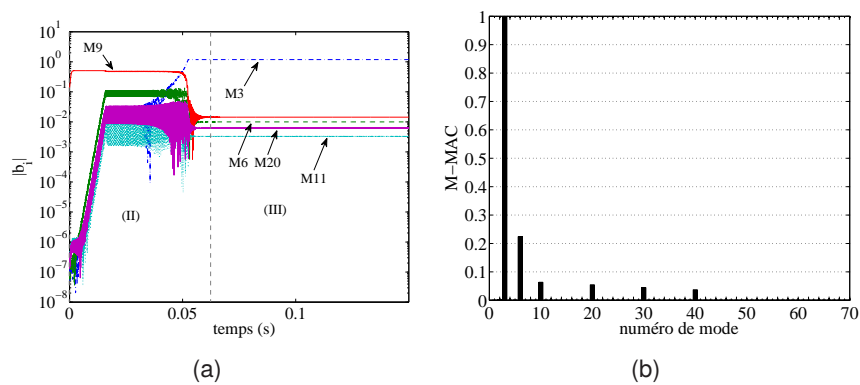 10^1
10^0
10^-1
10^-2
10^-3
10^-4
10^-5
10^-6
10^-7
10^-8
|b_i|
M9
M3
M6 M20
M11
(II)
(III)
0
0.05
0.1
temps (s)
(a)
1
0.9
0.8
0.7
0.6
0.5
0.4
0.3
0.2
0.1
0
M−MAC
0 10 20 30 40 50 60 70
numéro de mode
(b)